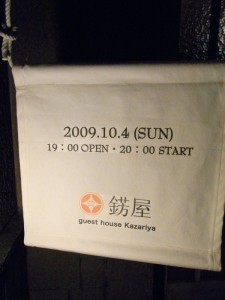 2009.10.4 (SUN)
19：00 OPEN・20：00 START
錺屋
guest house Kazariya